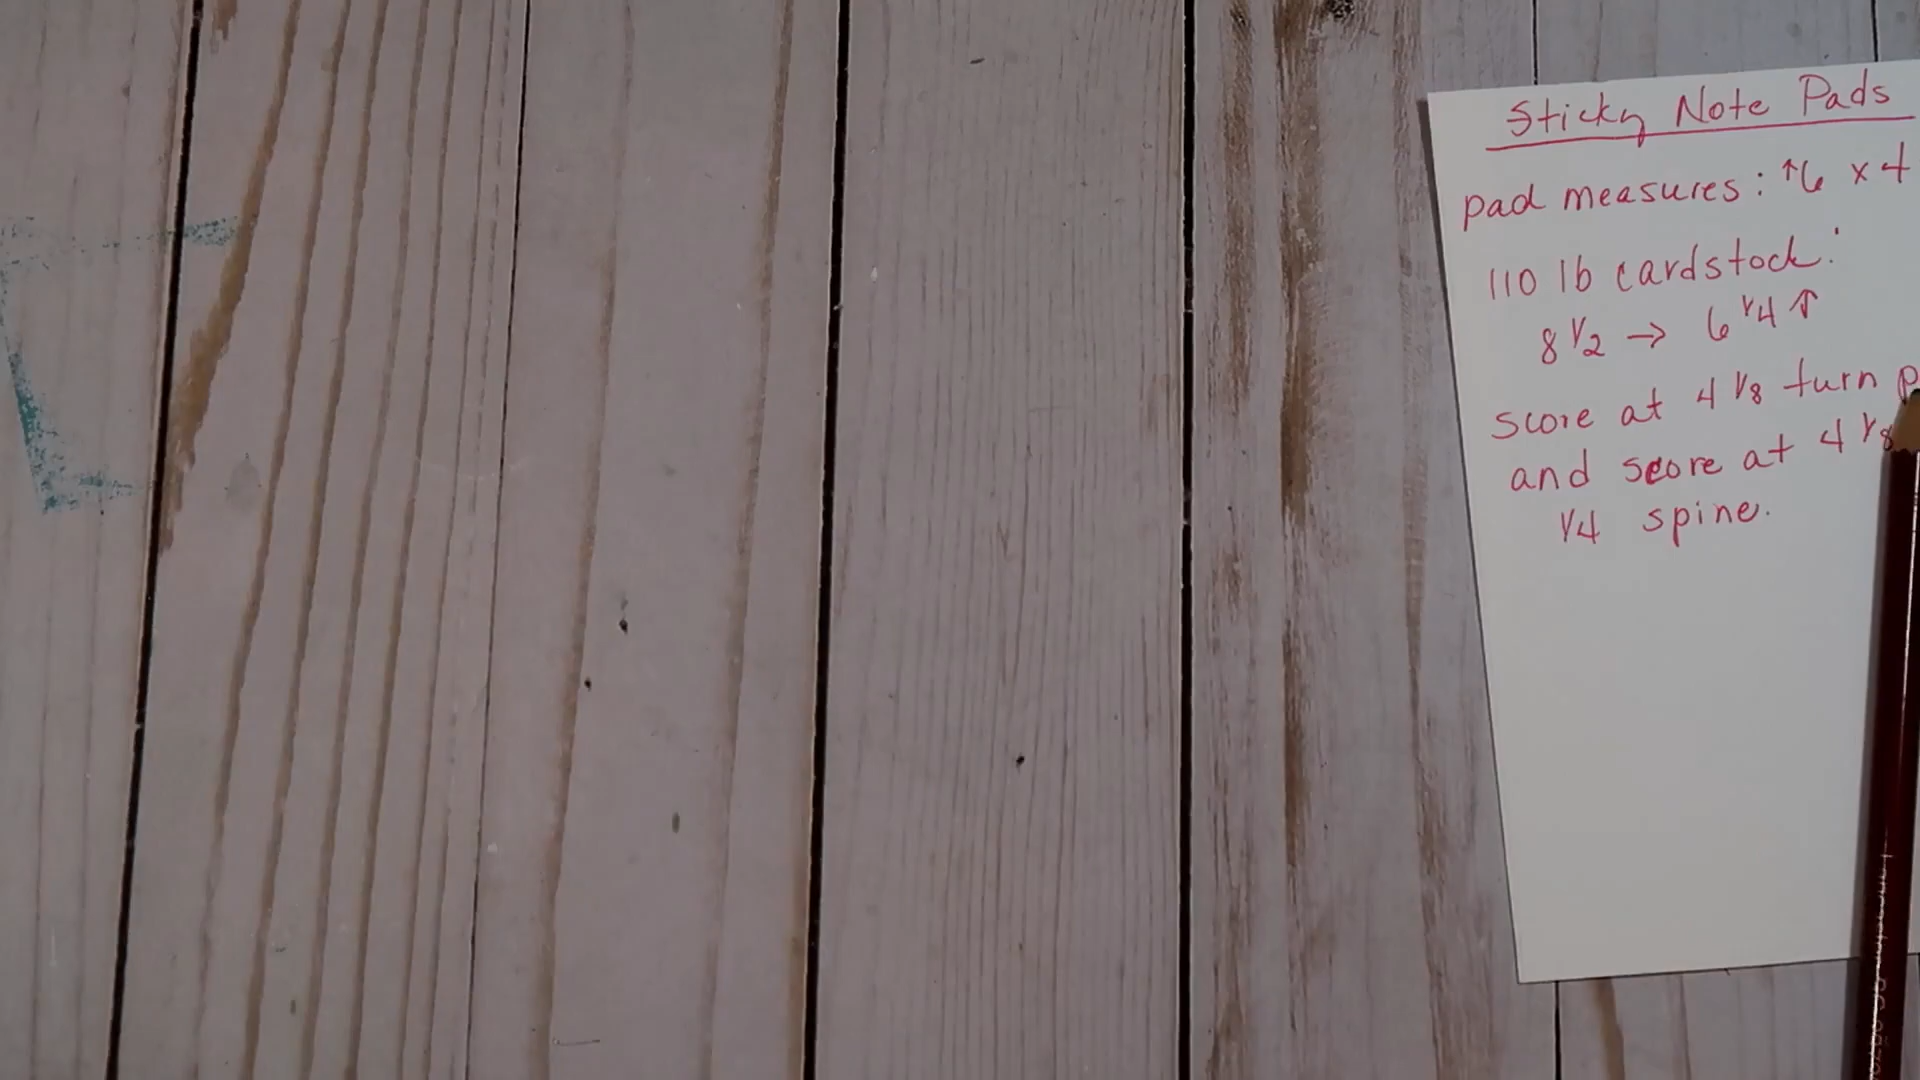 Sticky Note Pads
pad measures: ↑6 x 4
110 lb cardstock:
8 1/2 → 6 1/4 ↑
score at 4 1/8 turn
and score at 4 1/8
1/4 spine.